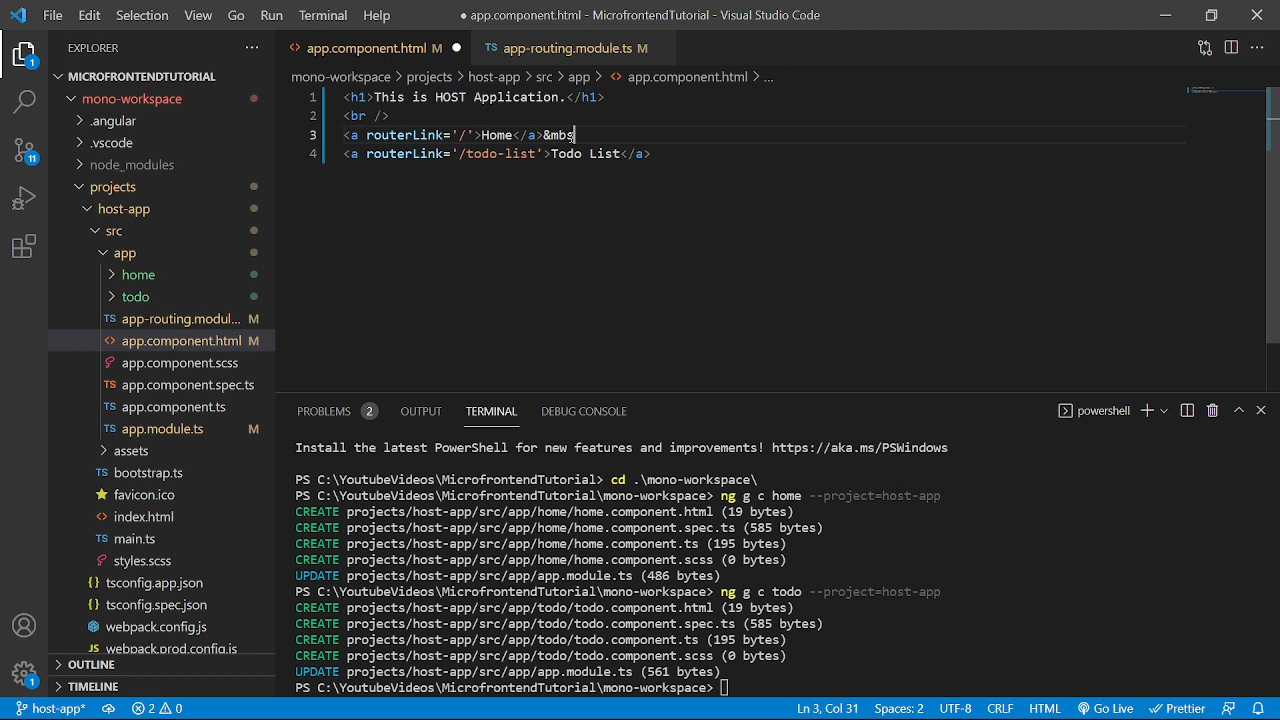 File Edit Selection View Go Run Terminal Help
● app.component.html - MicrofrontendTutorial - Visual Studio Code
EXPLORER
MICROFRONTENDTUTORIAL
mono-workspace
.angular
.vscode
node_modules
projects
host-app
src
app
home
todo
TS app-routing.modul... M
<> app.component.html M
app.component.scss
TS app.component.spec.ts
TS app.component.ts
TS app.module.ts M
assets
TS bootstrap.ts
favicon.ico
<> index.html
TS main.ts
styles.scss
{} tsconfig.app.json
{} tsconfig.spec.json
webpack.config.js
JS webpack.prod.config.js
OUTLINE
TIMELINE
1
11
1
<> app.component.html M ●
TS app-routing.module.ts M
mono-workspace > projects > host-app > src > app > <> app.component.html > ...
1 <h1>This is HOST Application.</h1>
2 <br />
3 <a routerLink='/'>Home</a>&mbs
4 <a routerLink='/todo-list'>Todo List</a>
PROBLEMS 2 OUTPUT TERMINAL DEBUG CONSOLE
powershell
Install the latest PowerShell for new features and improvements! https://aka.ms/PSWindows
PS C:\YoutubeVideos\MicrofrontendTutorial> cd .\mono-workspace\
PS C:\YoutubeVideos\MicrofrontendTutorial\mono-workspace> ng g c home --project=host-app
CREATE projects/host-app/src/app/home/home.component.html (19 bytes)
CREATE projects/host-app/src/app/home/home.component.spec.ts (585 bytes)
CREATE projects/host-app/src/app/home/home.component.ts (195 bytes)
CREATE projects/host-app/src/app/home/home.component.scss (0 bytes)
UPDATE projects/host-app/src/app/app.module.ts (486 bytes)
PS C:\YoutubeVideos\MicrofrontendTutorial\mono-workspace> ng g c todo --project=host-app
CREATE projects/host-app/src/app/todo/todo.component.html (19 bytes)
CREATE projects/host-app/src/app/todo/todo.component.spec.ts (585 bytes)
CREATE projects/host-app/src/app/todo/todo.component.ts (195 bytes)
CREATE projects/host-app/src/app/todo/todo.component.scss (0 bytes)
UPDATE projects/host-app/src/app/app.module.ts (561 bytes)
PS C:\YoutubeVideos\MicrofrontendTutorial\mono-workspace>
host-app* 2 0 Ln 3, Col 31 Spaces: 2 UTF-8 CRLF HTML Go Live Prettier